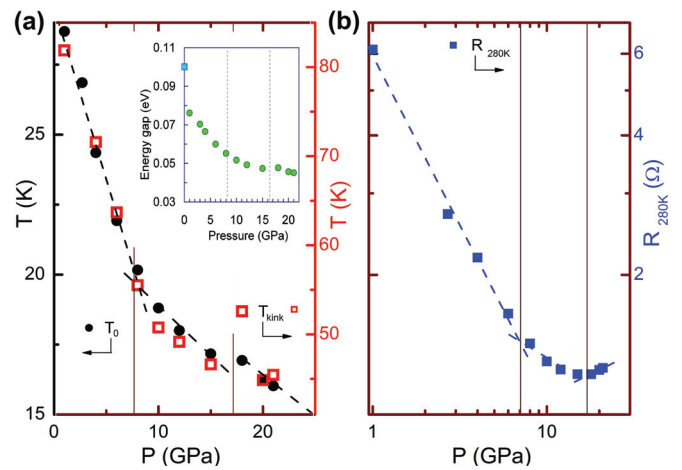 (a)
T (K)
25
20
15
0
10
20
P (GPa)
T0
Tkink
80
70
60
50
T (K)
Energy gap (eV)
0.11
0.09
0.07
0.05
0.03
0 5 10 15 20
Pressure (GPa)
(b)
R 280K
6
4
2
R 280K (Ω)
1
10
P (GPa)